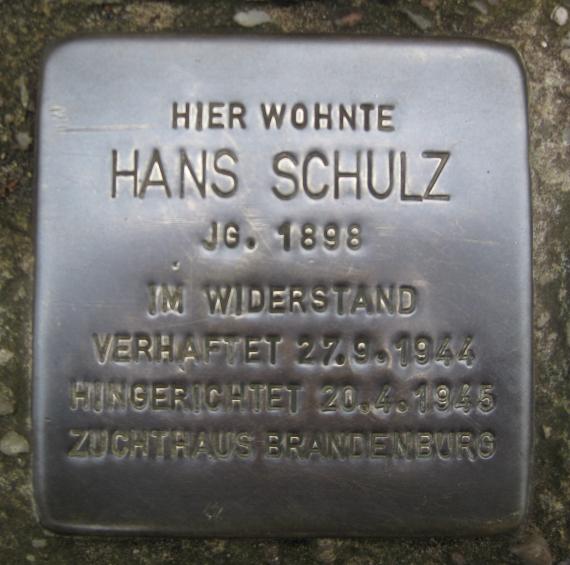 HIER WOHNTE
HANS SCHULZ
JG. 1898
IM WIDERSTAND
VERHAFTET 27.9.1944
HINGERICHTET 20.4.1945
ZUCHTHAUS BRANDENBURG